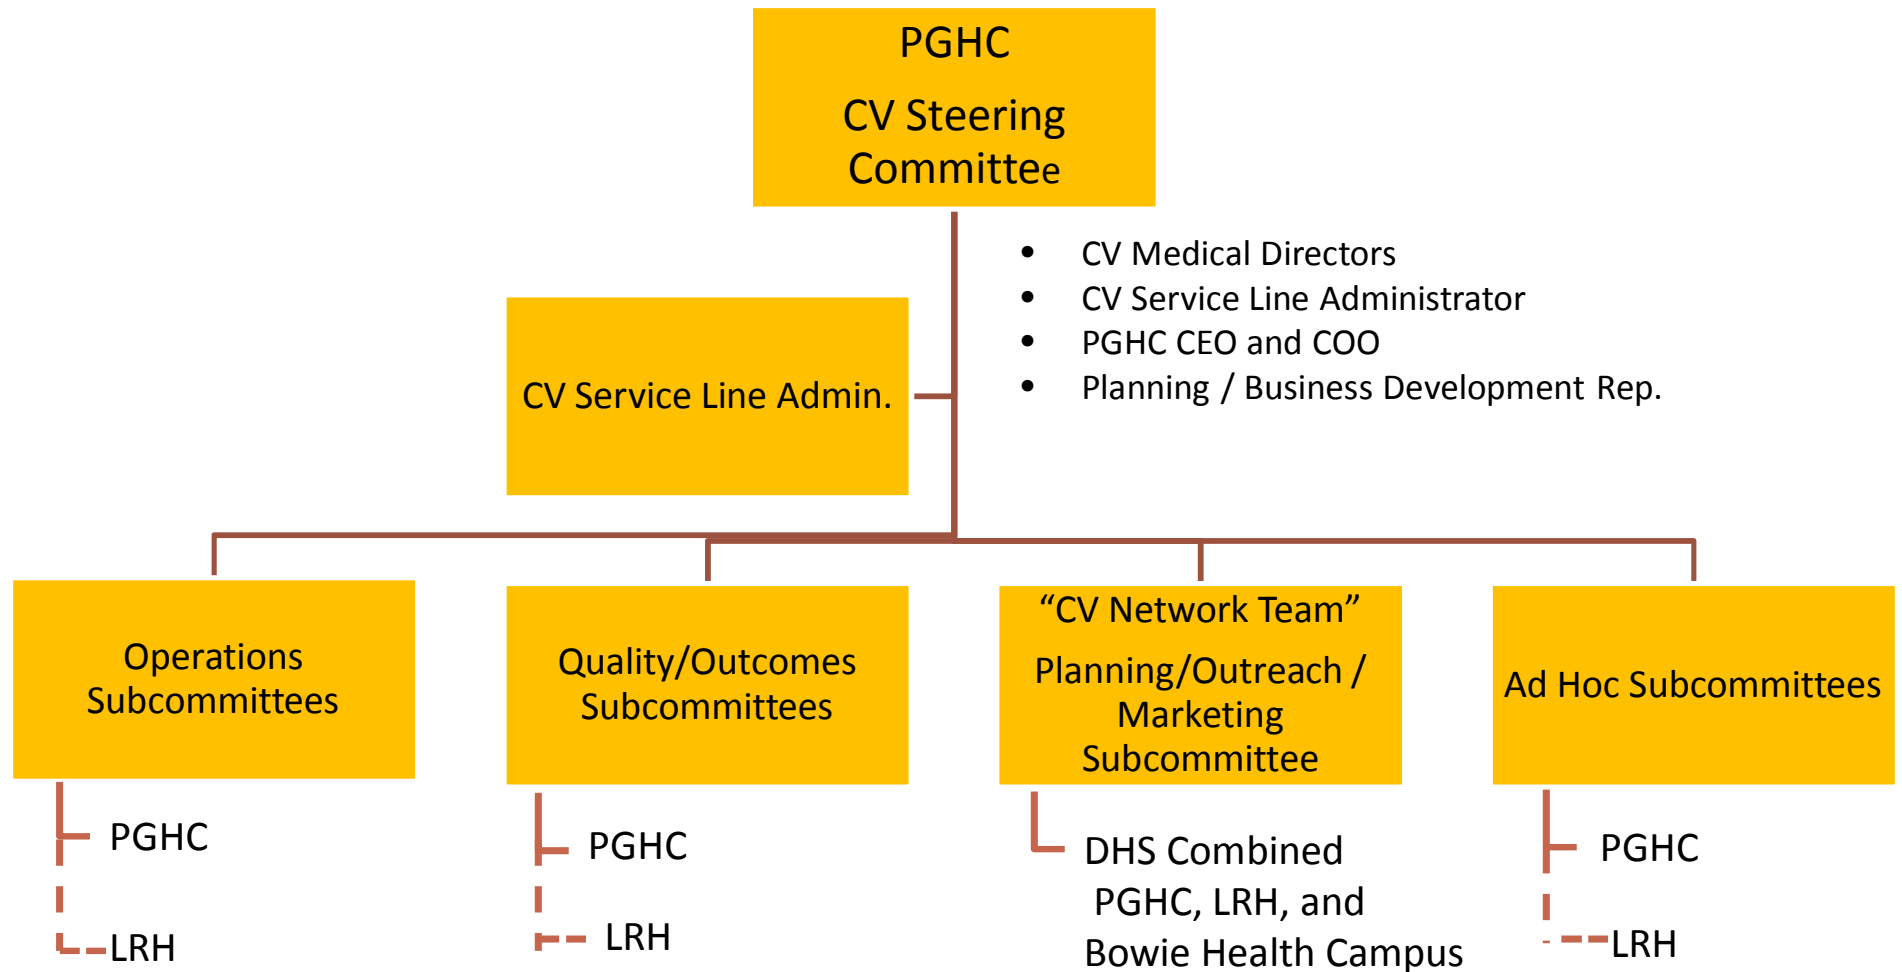 PGHC
CV Steering
Committee
• CV Medical Directors
• CV Service Line Administrator
• PGHC CEO and COO
• Planning / Business Development Rep.
CV Service Line Admin.
Operations
Subcommittees
PGHC
LRH
Quality/Outcomes
Subcommittees
PGHC
LRH
“CV Network Team”
Planning/Outreach /
Marketing
Subcommittee
DHS Combined
PGHC, LRH, and
Bowie Health Campus
Ad Hoc Subcommittees
PGHC
LRH